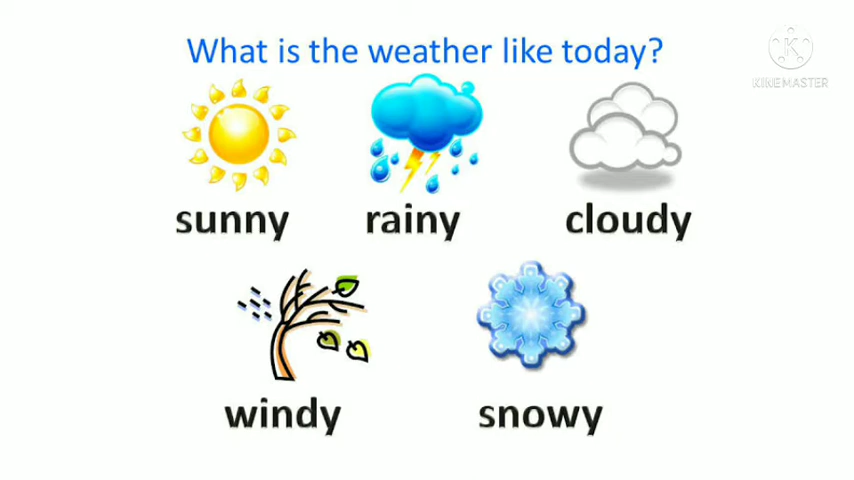 What is the weather like today?
K
KINEMASTER
sunny
rainy
cloudy
windy
snowy